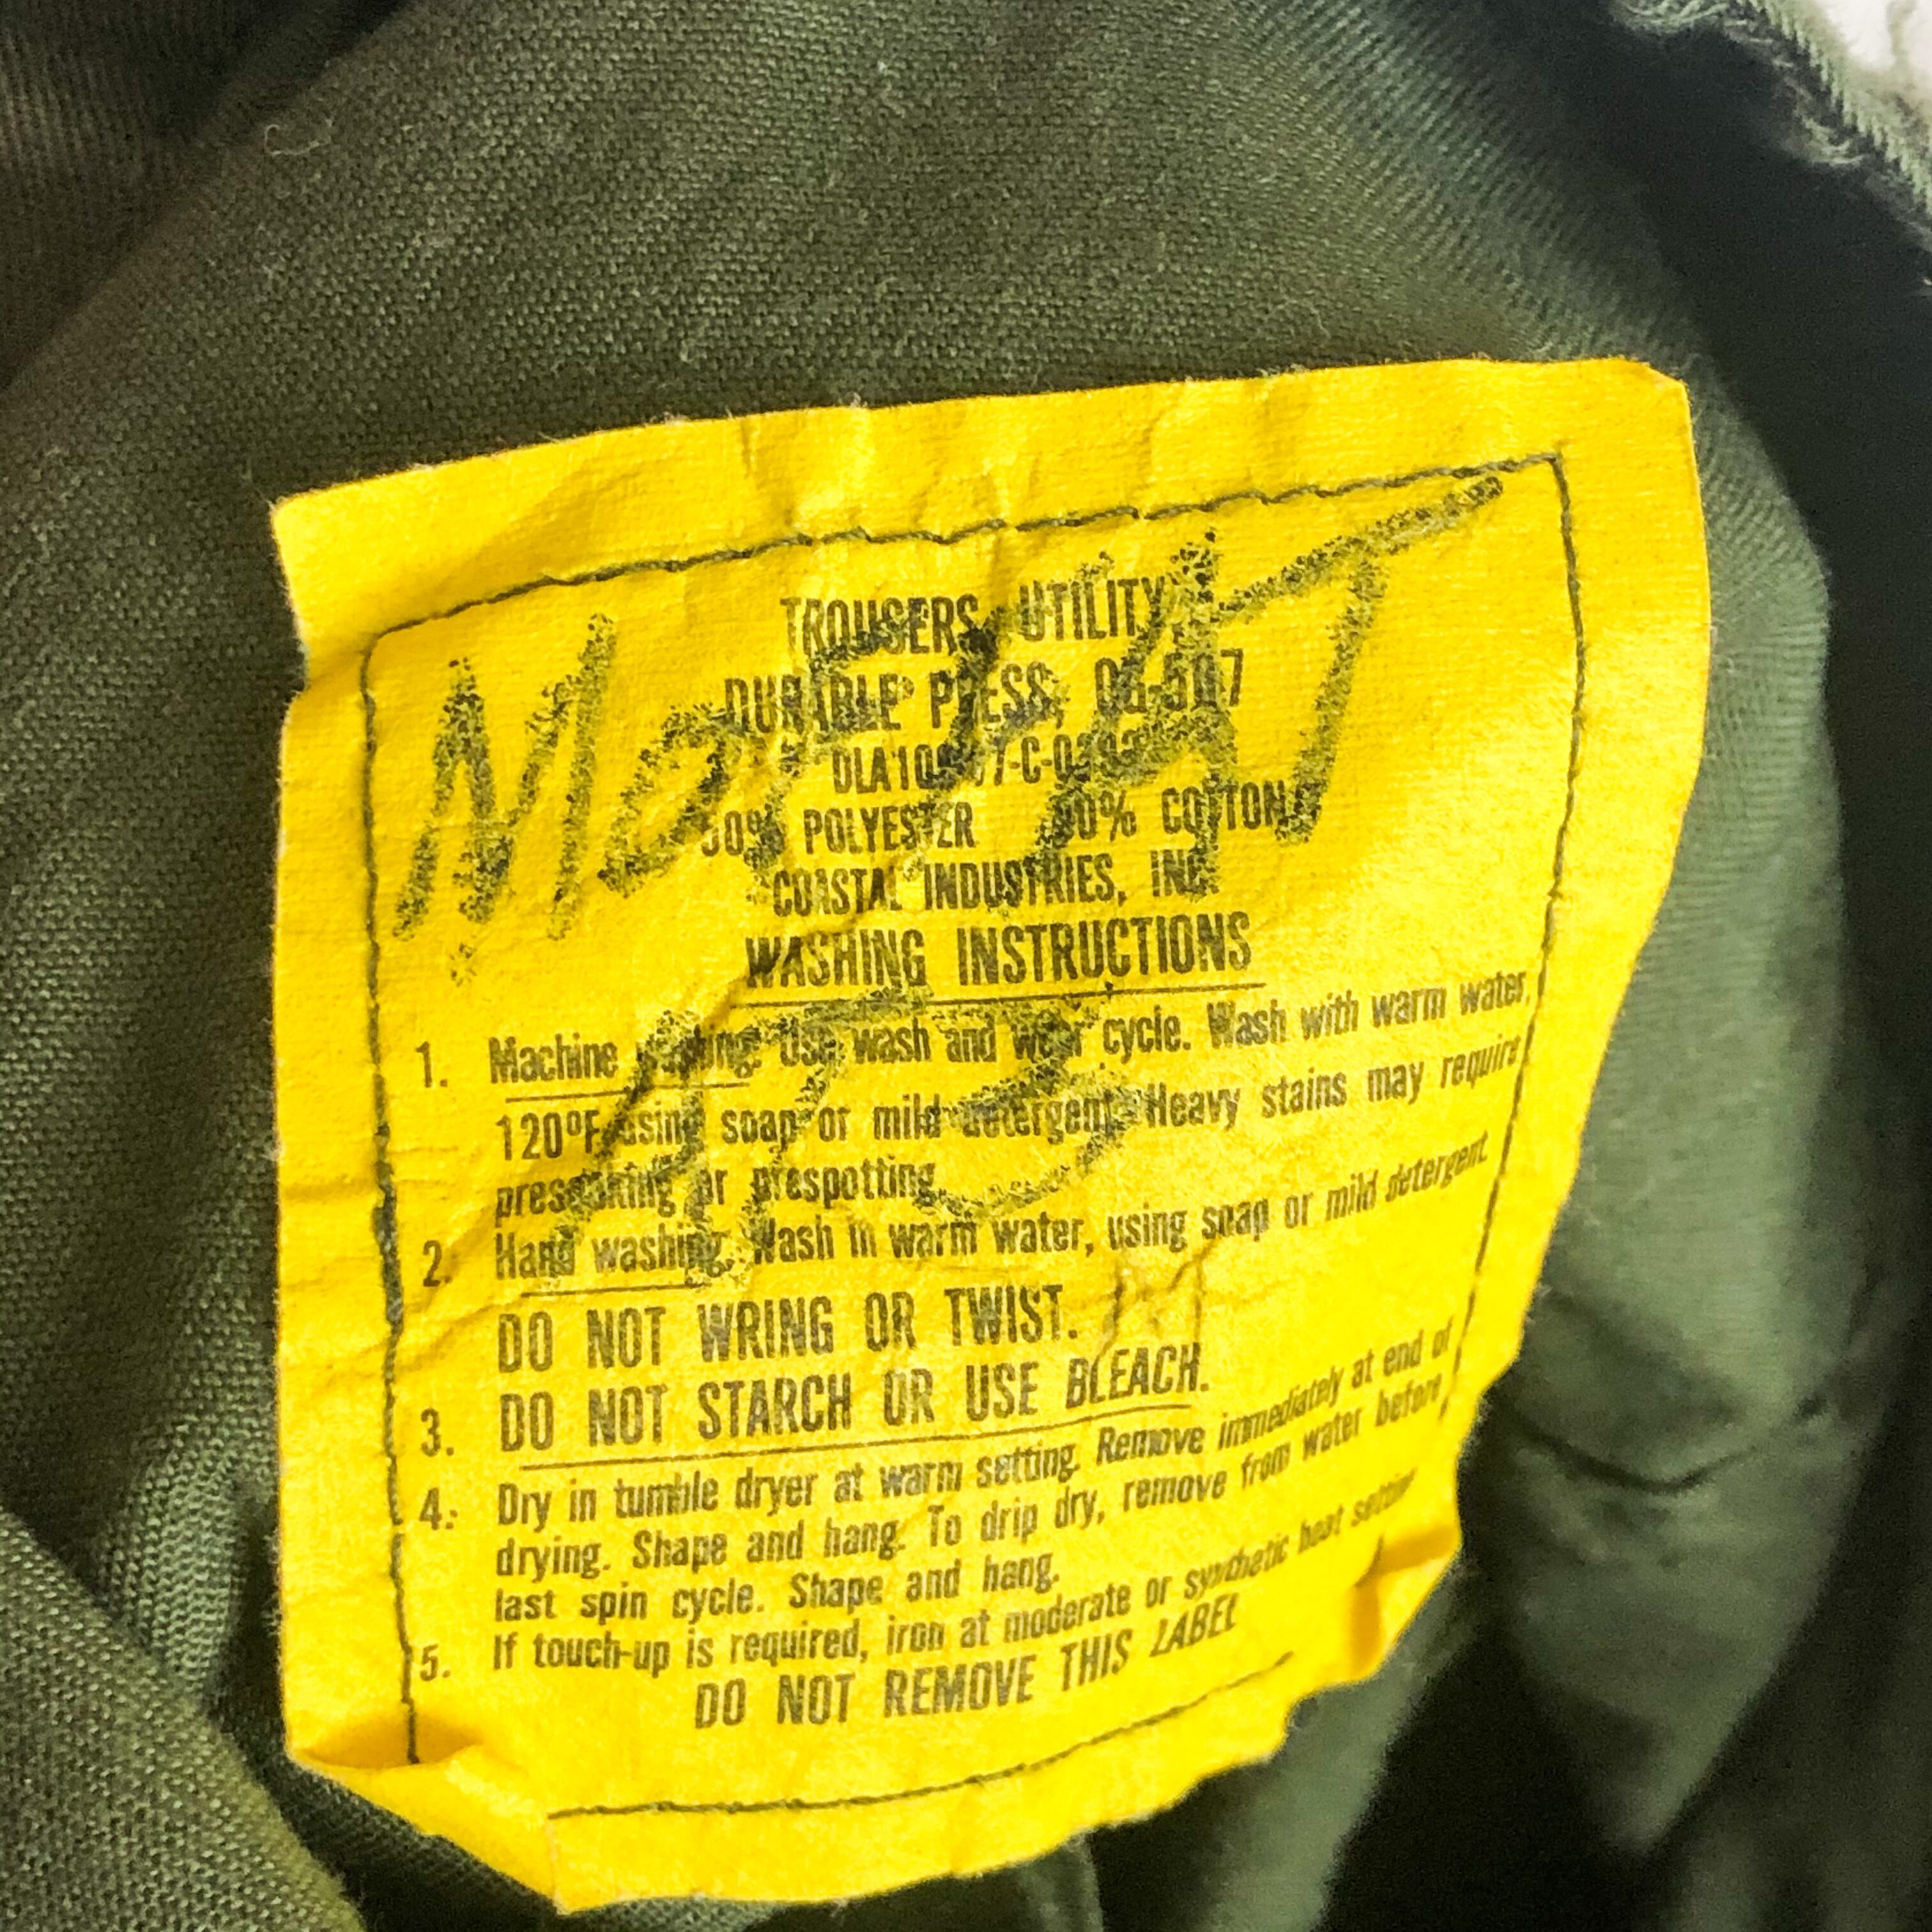 TROUSERS, UTILITY
DURABLE PRESS, OG-507
50% POLYESTER 50% COTTON
COASTAL INDUSTRIES, INC.
WASHING INSTRUCTIONS
1. Machine washing. Use wash and wear cycle. Wash with warm water,
120°F using soap or mild detergent. Heavy stains may require
prespotting.
2. Hand washing. Wash in warm water, using soap or mild detergent.
DO NOT WRING OR TWIST.
3. DO NOT STARCH OR USE BLEACH.
4. Dry in tumble dryer at warm setting. Remove immediately at end of
drying. Shape and hang. To drip dry, remove from water before
last spin cycle. Shape and hang.
5. If touch-up is required, iron at moderate or synthetic heat setting
DO NOT REMOVE THIS LABEL